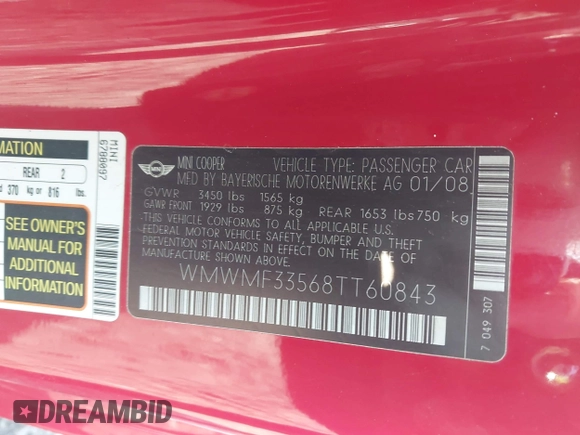 MATION
REAR 2
370 kg or 816 lbs.
SEE OWNER'S
MANUAL FOR
ADDITIONAL
INFORMATION
MINI
6788097
MINI
MINI COOPER VEHICLE TYPE: PASSENGER CAR
MFD BY BAYERISCHE MOTORENWERKE AG 01/08
GVWR 3450 lbs 1565 kg
GAWR FRONT 1929 lbs 875 kg REAR 1653 lbs 750 kg
THIS VEHICLE CONFORMS TO ALL APPLICABLE U.S.
FEDERAL MOTOR VEHICLE SAFETY, BUMPER AND THEFT
PREVENTION STANDARDS IN EFFECT ON THE DATE OF
MANUFACTURE SHOWN ABOVE.
WMWMF33568TT60843
7 049 307
DREAMBID